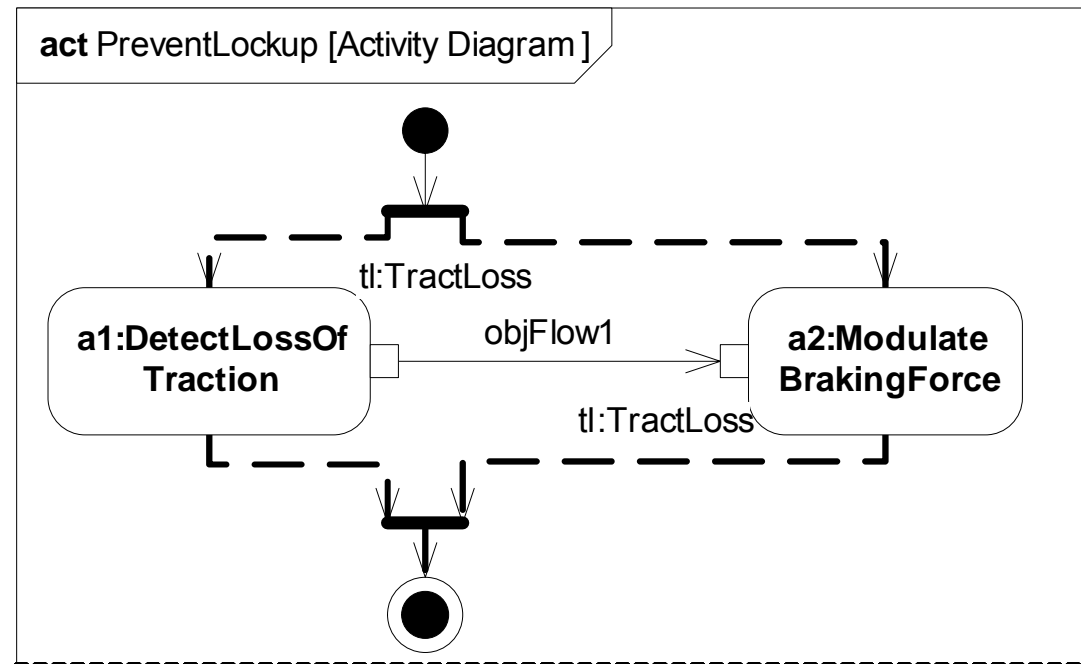 act PreventLockup [Activity Diagram ]
tl:TractLoss
a1:DetectLossOf
Traction
objFlow1
a2:Modulate
BrakingForce
tl:TractLoss